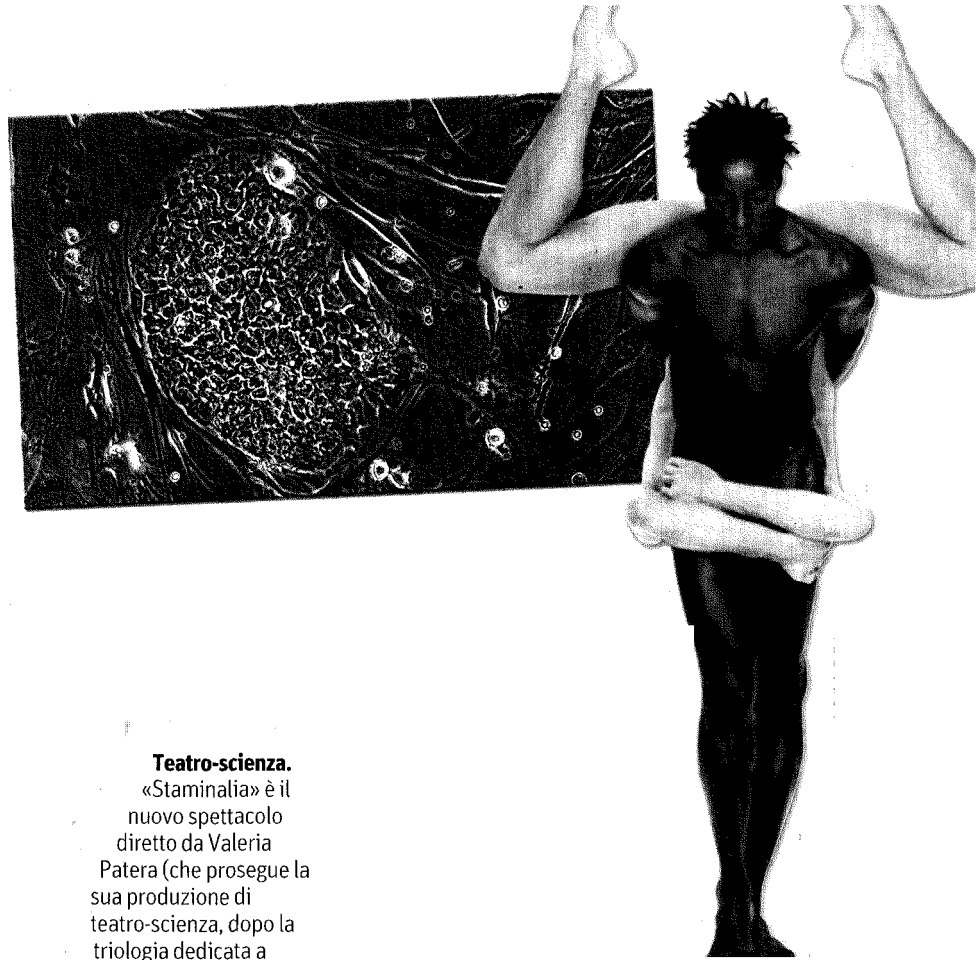 Teatro-scienza.
«Staminalia» è il
nuovo spettacolo
diretto da Valeria
Patera (che prosegue la
sua produzione di
teatro-scienza, dopo la
triologia dedicata a